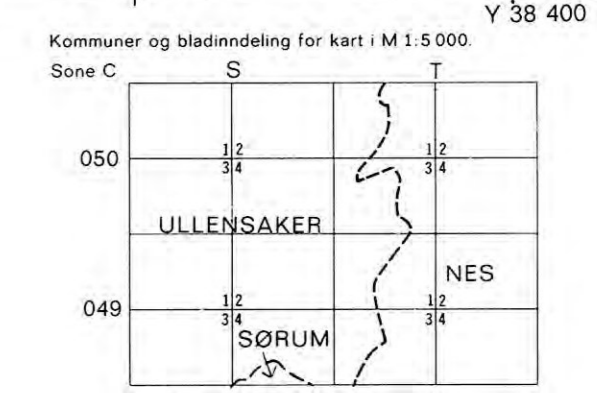 Y 38 400
Kommuner og bladinndeling for kart i M 1:5 000.
Sone C S T
050 1 2 1 2
3 4 3 4
ULLENSAKER
NES
049 1 2 1 2
3 4 3 4
SØRUM